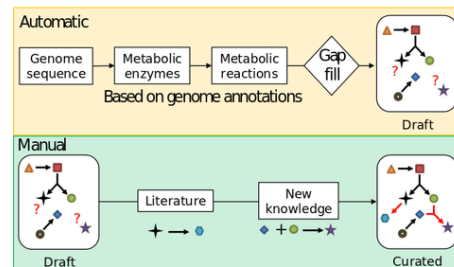 Automatic
Genome sequence
Metabolic enzymes
Metabolic reactions
Gap fill
Based on genome annotations
?
?
Draft
Manual
?
?
Draft
Literature
New knowledge
+
Curated